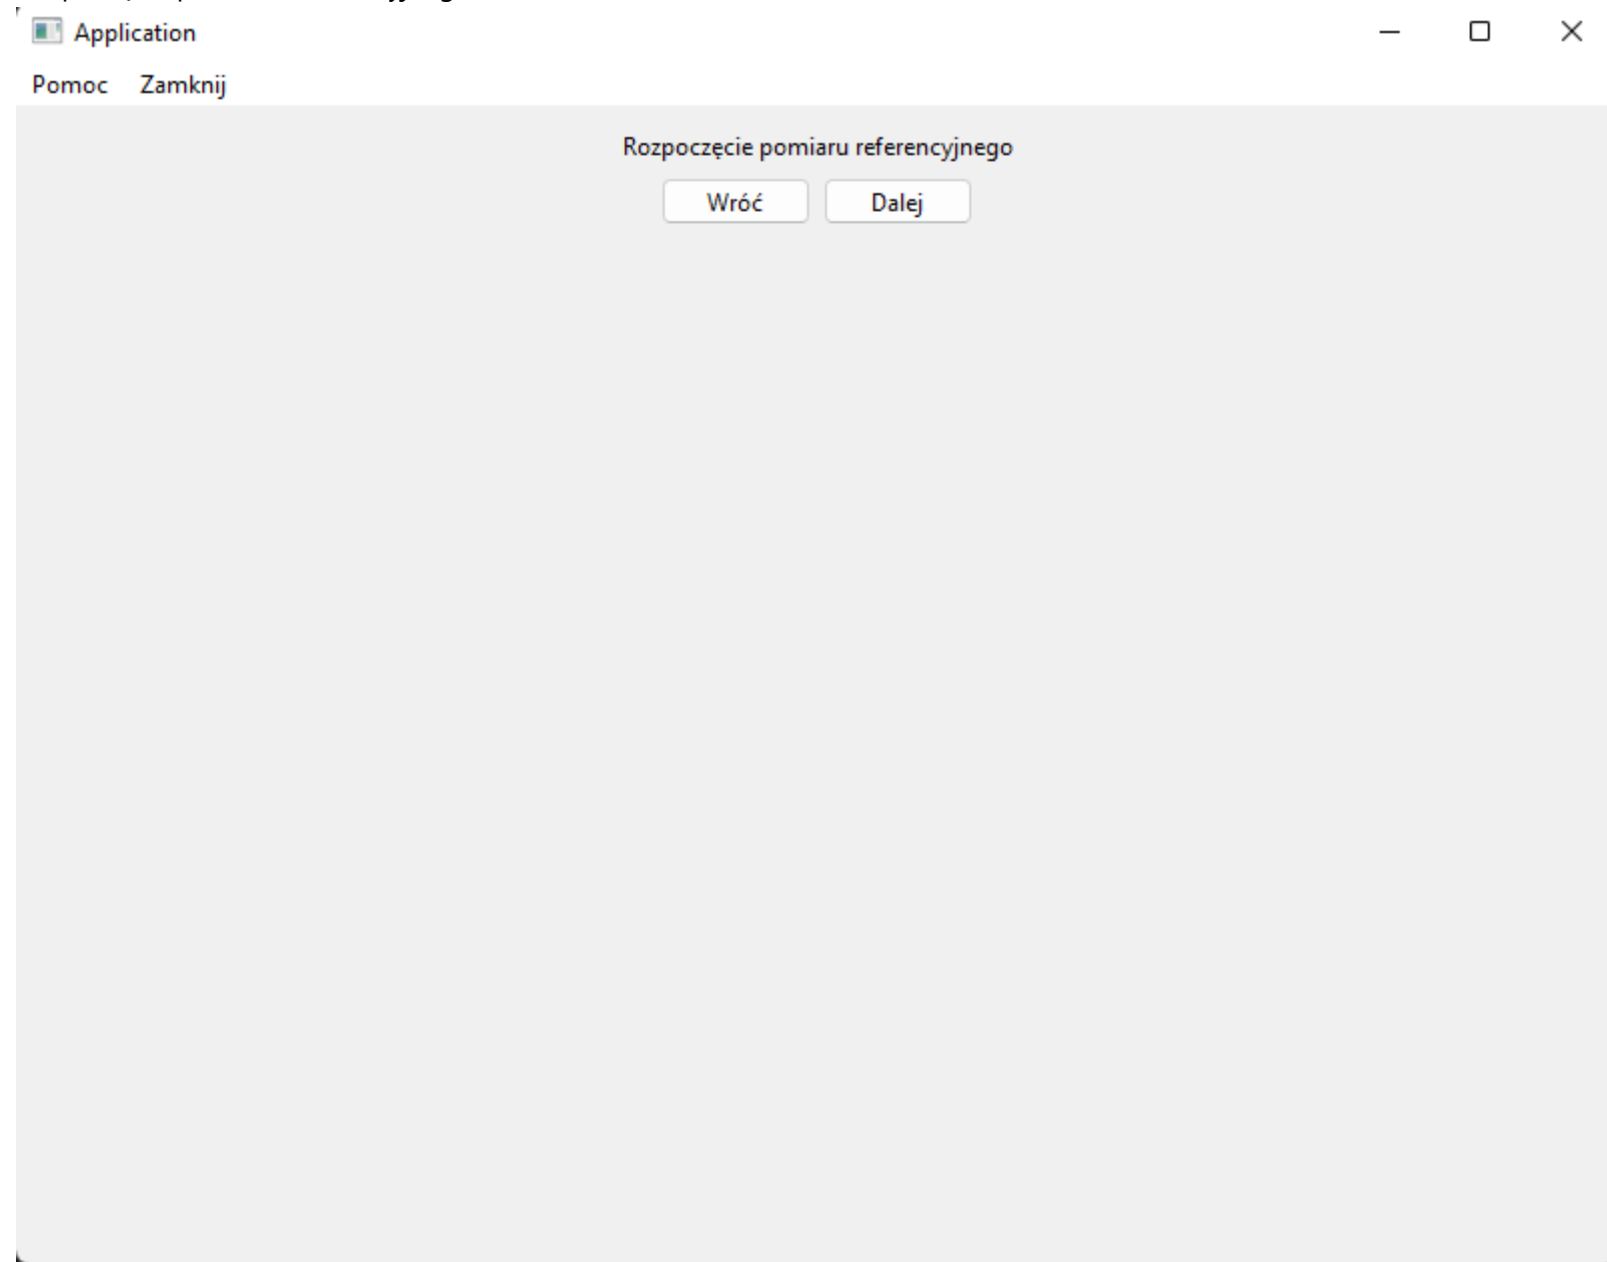 Application
Pomoc Zamknij
Rozpoczęcie pomiaru referencyjnego
Wróć Dalej